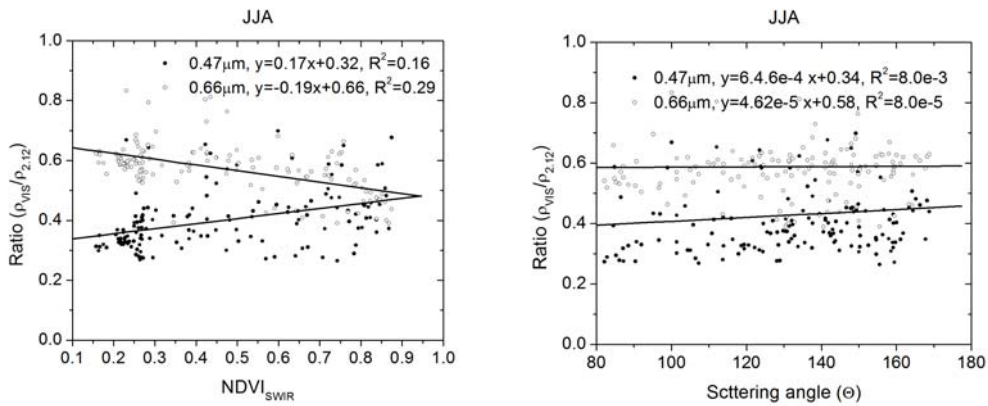 JJA
0.47μm, y=0.17x+0.32, R²=0.16
0.66μm, y=-0.19x+0.66, R²=0.29
Ratio (ρVIS/ρ2.12)
1.0
0.8
0.6
0.4
0.2
0.0
0.1 0.2 0.3 0.4 0.5 0.6 0.7 0.8 0.9 1.0
NDVISWIR
JJA
0.47μm, y=6.4.6e-4 x+0.34, R²=8.0e-3
0.66μm, y=4.62e-5 x+0.58, R²=8.0e-5
Ratio (ρVIS/ρ2.12)
1.0
0.8
0.6
0.4
0.2
0.0
80 100 120 140 160 180
Scttering angle (Θ)